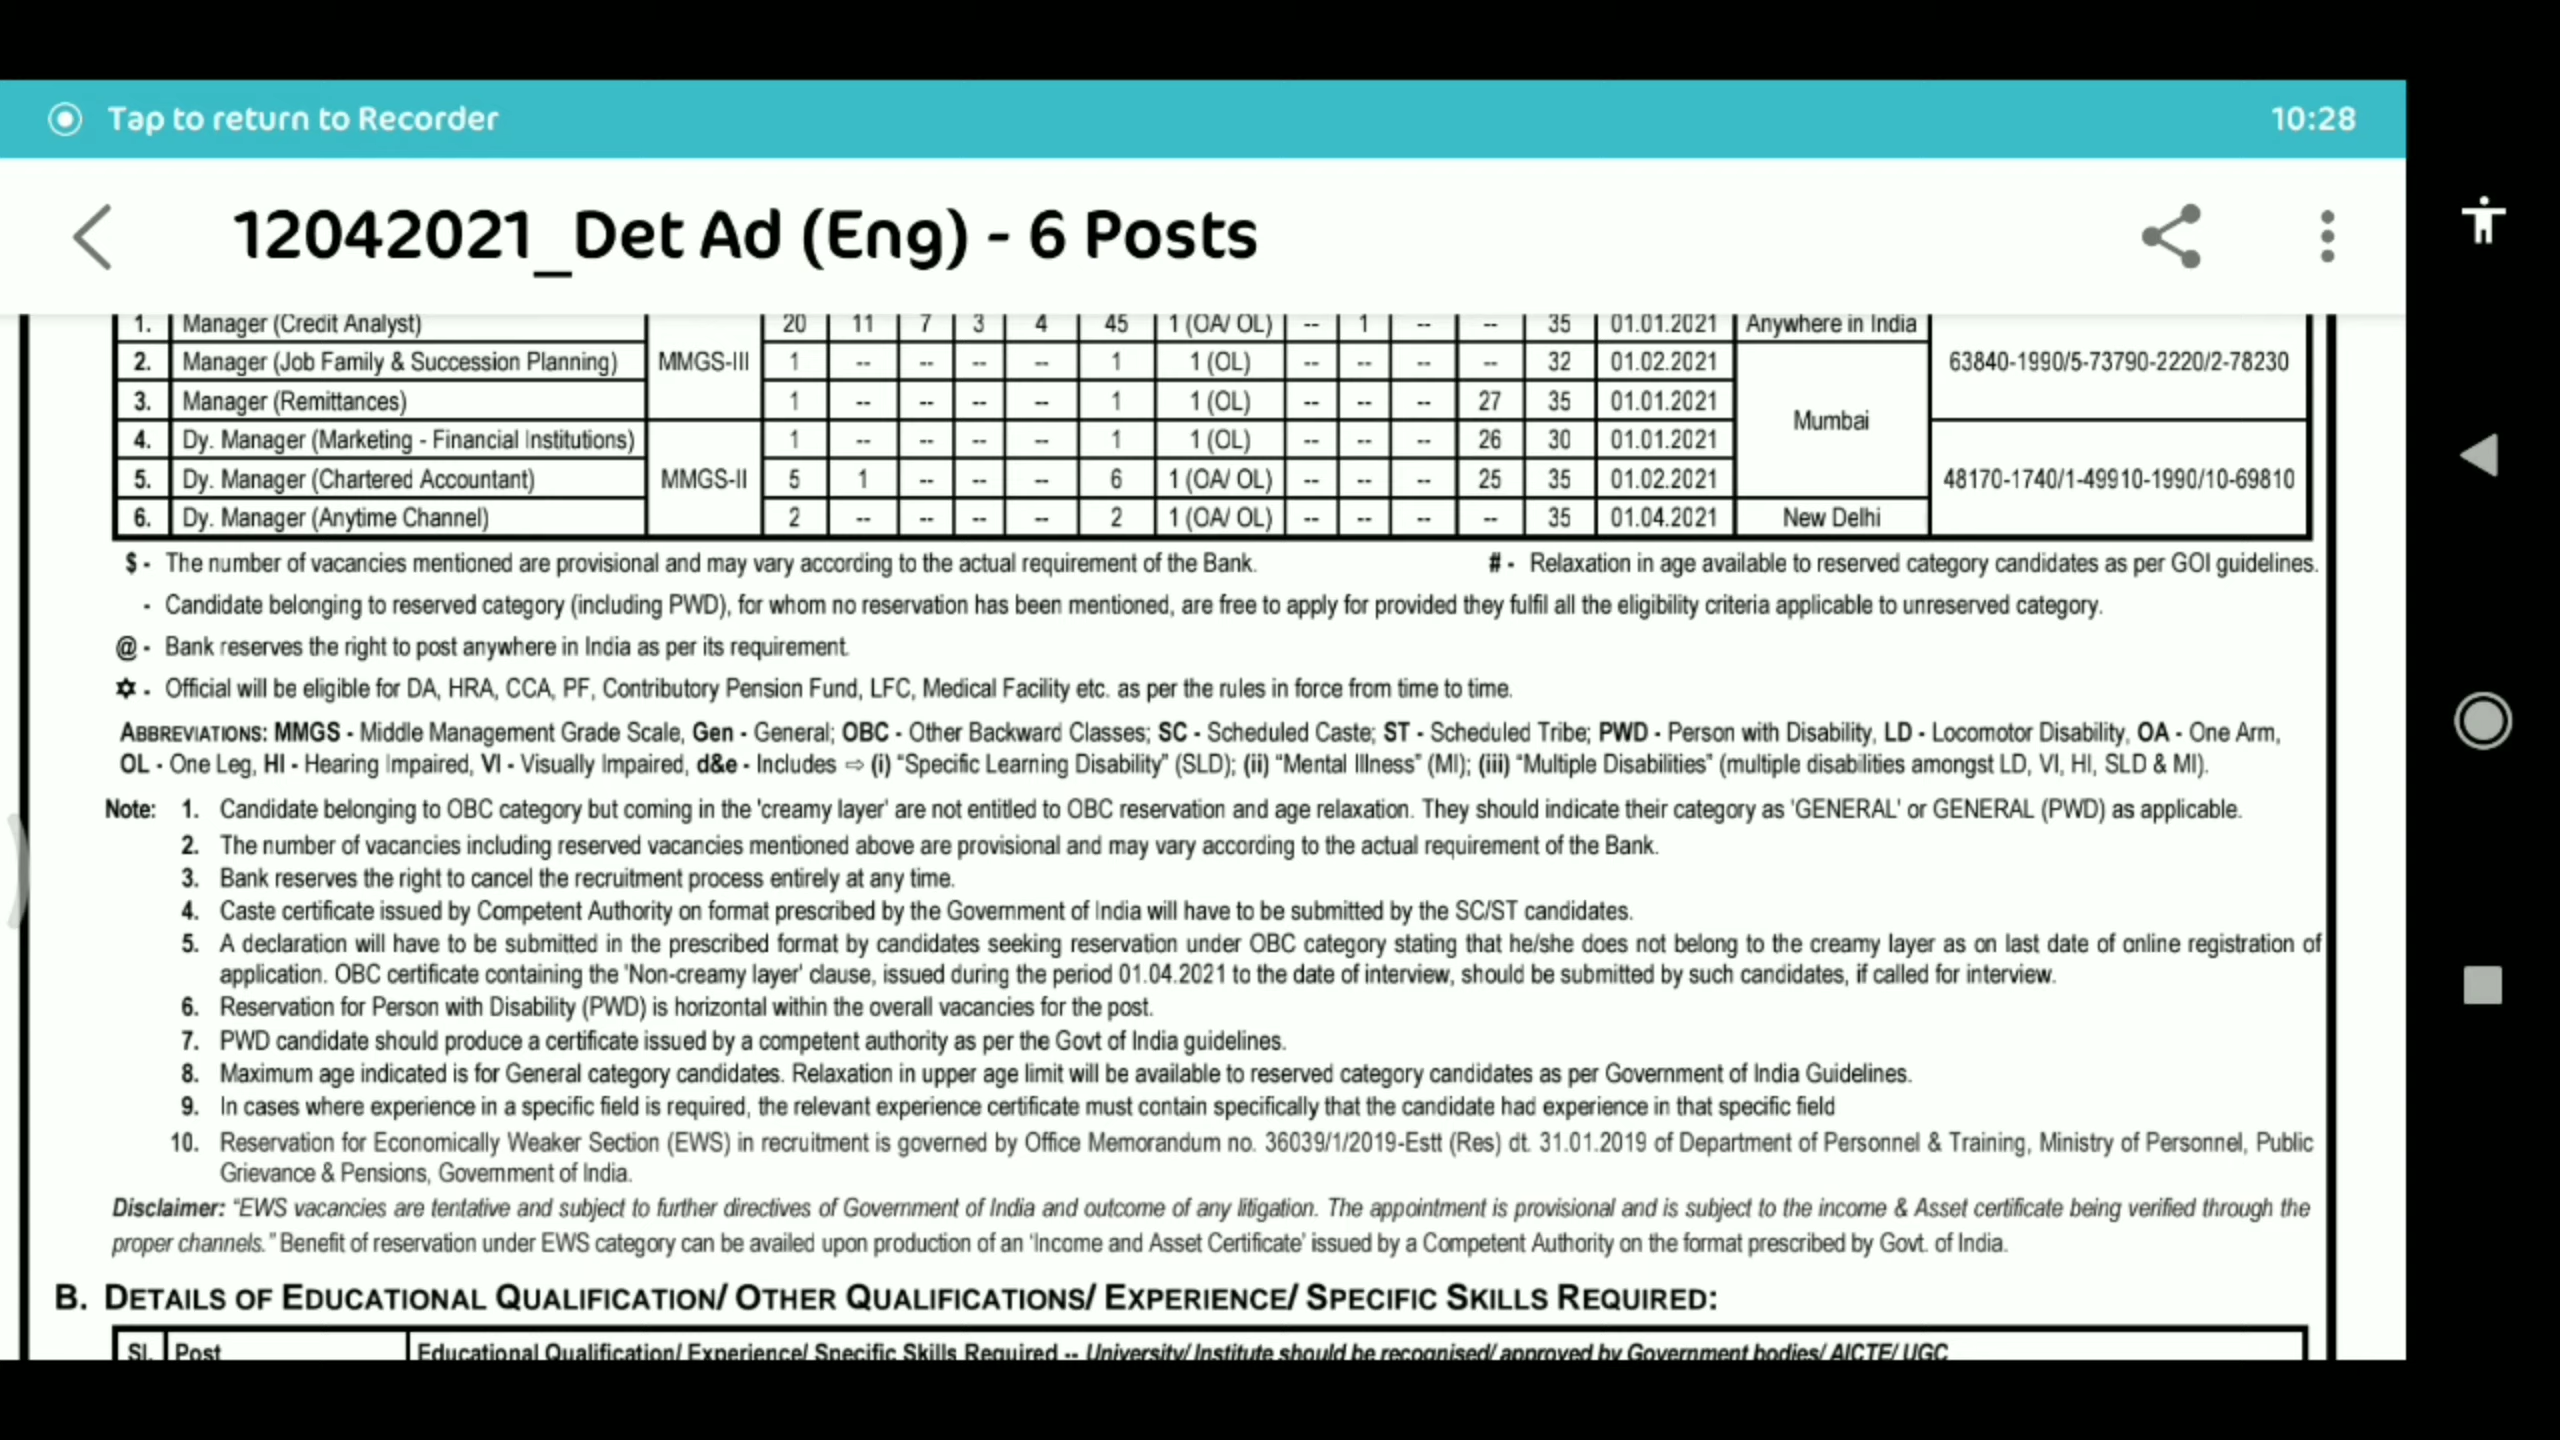 Tap to return to Recorder 10:28
12042021_Det Ad (Eng) - 6 Posts
1. Manager (Credit Analyst) 20 11 7 3 4 45 1 (OA/ OL) -- 1 -- -- 35 01.01.2021 Anywhere in India
2. Manager (Job Family & Succession Planning) MMGS-III 1 -- -- -- -- 1 1 (OL) -- -- -- -- 32 01.02.2021 63840-1990/5-73790-2220/2-78230
3. Manager (Remittances) 1 -- -- -- -- 1 1 (OL) -- -- -- 27 35 01.01.2021
Mumbai
4. Dy. Manager (Marketing - Financial Institutions) 1 -- -- -- -- 1 1 (OL) -- -- -- 26 30 01.01.2021
5. Dy. Manager (Chartered Accountant) MMGS-II 5 1 -- -- -- 6 1 (OA/ OL) -- -- -- 25 35 01.02.2021 48170-1740/1-49910-1990/10-69810
6. Dy. Manager (Anytime Channel) 2 -- -- -- -- 2 1 (OA/ OL) -- -- -- -- 35 01.04.2021 New Delhi
$ - The number of vacancies mentioned are provisional and may vary according to the actual requirement of the Bank. # - Relaxation in age available to reserved category candidates as per GOI guidelines.
- Candidate belonging to reserved category (including PWD), for whom no reservation has been mentioned, are free to apply for provided they fulfil all the eligibility criteria applicable to unreserved category.
@ - Bank reserves the right to post anywhere in India as per its requirement.
✡ - Official will be eligible for DA, HRA, CCA, PF, Contributory Pension Fund, LFC, Medical Facility etc. as per the rules in force from time to time.
ABBREVIATIONS: MMGS - Middle Management Grade Scale, Gen - General; OBC - Other Backward Classes; SC - Scheduled Caste; ST - Scheduled Tribe; PWD - Person with Disability, LD - Locomotor Disability, OA - One Arm,
OL - One Leg, HI - Hearing Impaired, VI - Visually Impaired, d&e - Includes ⇨ (i) “Specific Learning Disability” (SLD); (ii) “Mental Illness” (MI); (iii) “Multiple Disabilities” (multiple disabilities amongst LD, VI, HI, SLD & MI).
Note: 1. Candidate belonging to OBC category but coming in the 'creamy layer' are not entitled to OBC reservation and age relaxation. They should indicate their category as 'GENERAL' or GENERAL (PWD) as applicable.
2. The number of vacancies including reserved vacancies mentioned above are provisional and may vary according to the actual requirement of the Bank.
3. Bank reserves the right to cancel the recruitment process entirely at any time.
4. Caste certificate issued by Competent Authority on format prescribed by the Government of India will have to be submitted by the SC/ST candidates.
5. A declaration will have to be submitted in the prescribed format by candidates seeking reservation under OBC category stating that he/she does not belong to the creamy layer as on last date of online registration of
application. OBC certificate containing the 'Non-creamy layer' clause, issued during the period 01.04.2021 to the date of interview, should be submitted by such candidates, if called for interview.
6. Reservation for Person with Disability (PWD) is horizontal within the overall vacancies for the post.
7. PWD candidate should produce a certificate issued by a competent authority as per the Govt of India guidelines.
8. Maximum age indicated is for General category candidates. Relaxation in upper age limit will be available to reserved category candidates as per Government of India Guidelines.
9. In cases where experience in a specific field is required, the relevant experience certificate must contain specifically that the candidate had experience in that specific field
10. Reservation for Economically Weaker Section (EWS) in recruitment is governed by Office Memorandum no. 36039/1/2019-Estt (Res) dt. 31.01.2019 of Department of Personnel & Training, Ministry of Personnel, Public
Grievance & Pensions, Government of India.
Disclaimer: “EWS vacancies are tentative and subject to further directives of Government of India and outcome of any litigation. The appointment is provisional and is subject to the income & Asset certificate being verified through the
proper channels.” Benefit of reservation under EWS category can be availed upon production of an 'Income and Asset Certificate' issued by a Competent Authority on the format prescribed by Govt. of India.
B. DETAILS OF EDUCATIONAL QUALIFICATION/ OTHER QUALIFICATIONS/ EXPERIENCE/ SPECIFIC SKILLS REQUIRED:
Sl. Post Educational Qualification/ Experience/ Specific Skills Required -- University/ Institute should be recognised/ approved by Government bodies/ AICTE/ UGC